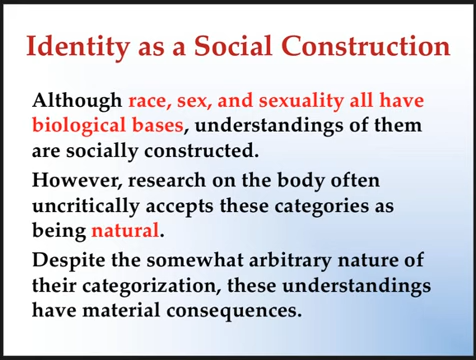 Identity as a Social Construction
Although race, sex, and sexuality all have
biological bases, understandings of them
are socially constructed.
However, research on the body often
uncritically accepts these categories as
being natural.
Despite the somewhat arbitrary nature of
their categorization, these understandings
have material consequences.